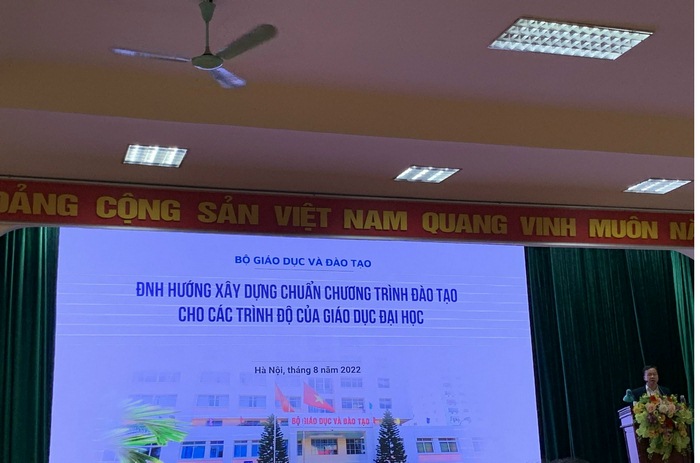 ĐẢNG CỘNG SẢN VIỆT NAM QUANG VINH MUÔN NĂ
BỘ GIÁO DỤC VÀ ĐÀO TẠO
ĐNH HƯỚNG XÂY DỰNG CHUẨN CHƯƠNG TRÌNH ĐÀO TẠO
CHO CÁC TRÌNH ĐỘ CỦA GIÁO DỤC ĐẠI HỌC
Hà Nội, tháng 8 năm 2022
BỘ GIÁO DỤC VÀ ĐÀO TẠO